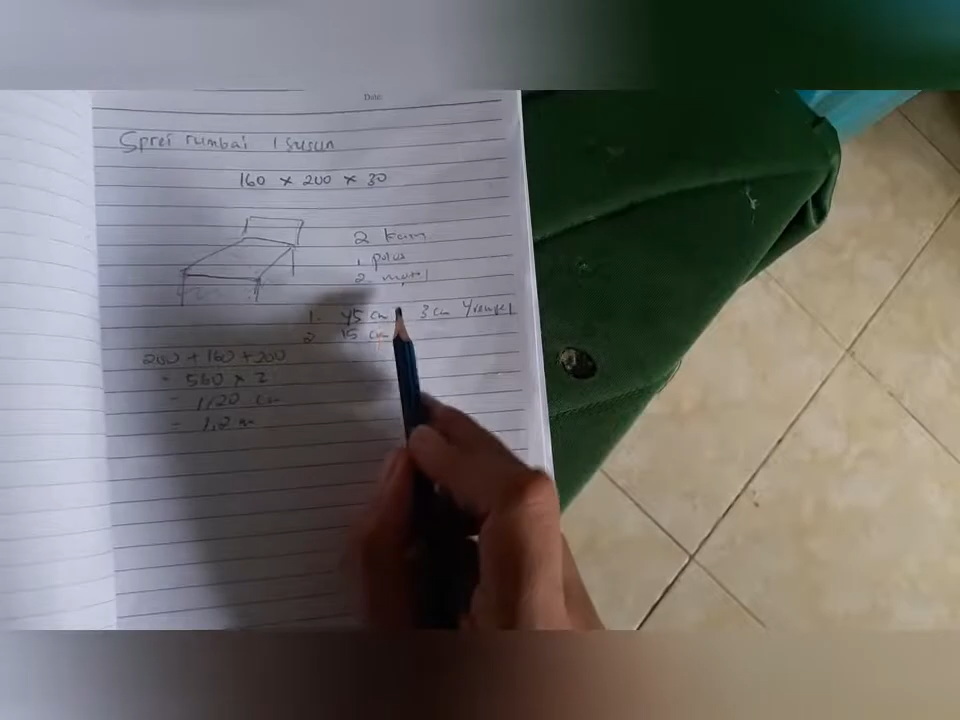 Date:
Sprei rumbai 1 susun
160 x 200 x 30
2 kain
1. polos
2. motel
1. 45 cm 3 cm
2 15 cm
200 + 160 + 200
= 560 x 2
= 1120 cm
= 1,2 m